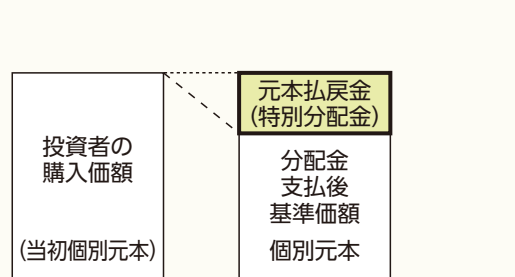 投資者の
購入価額
(当初個別元本)
元本払戻金
(特別分配金)
分配金
支払後
基準価額
個別元本